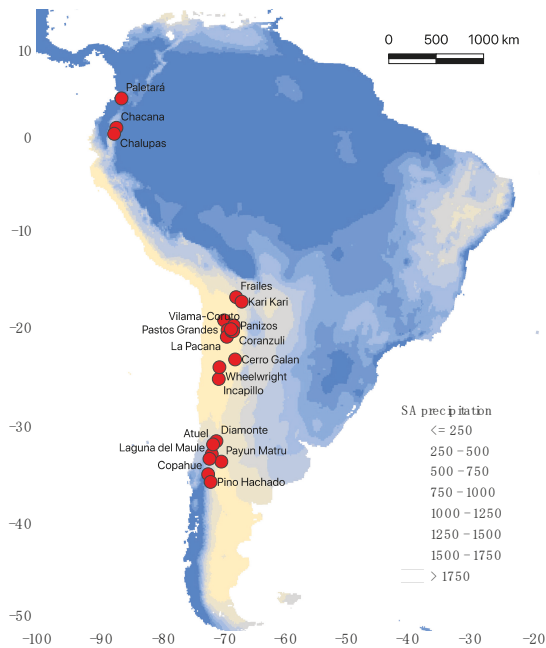 0 500 1000 km
10
Paletará
Chacana
0
Chalupas
-10
Frailes
Kari Kari
Vilama-Coruto
-20
Pastos Grandes
Panizos
Coranzuli
La Pacana
Cerro Galan
Wheelwright
Incapillo
-30
SA precipitation
<= 250
250 - 500
500 - 750
750 - 1000
1000 - 1250
1250 - 1500
1500 - 1750
> 1750
Atuel
Diamonte
Laguna del Maule
Payun Matru
Copahue
Pino Hachado
-40
-50
-100 -90 -80 -70 -60 -50 -40 -30 -20